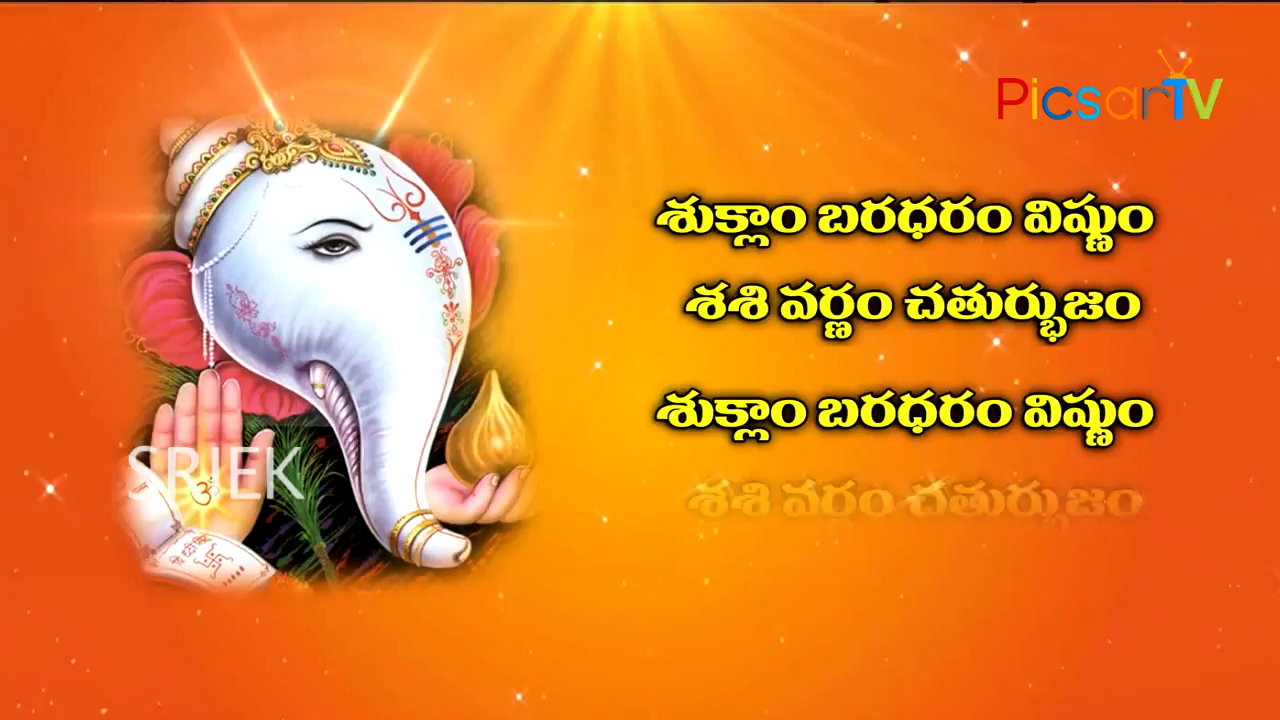 PicsarTV
శుక్లాం బరధరం విష్ణుం
శశి వర్ణం చతుర్భుజం
శుక్లాం బరధరం విష్ణుం
శశి వర్ణం చతుర్భుజం
SRIEK
ॐ